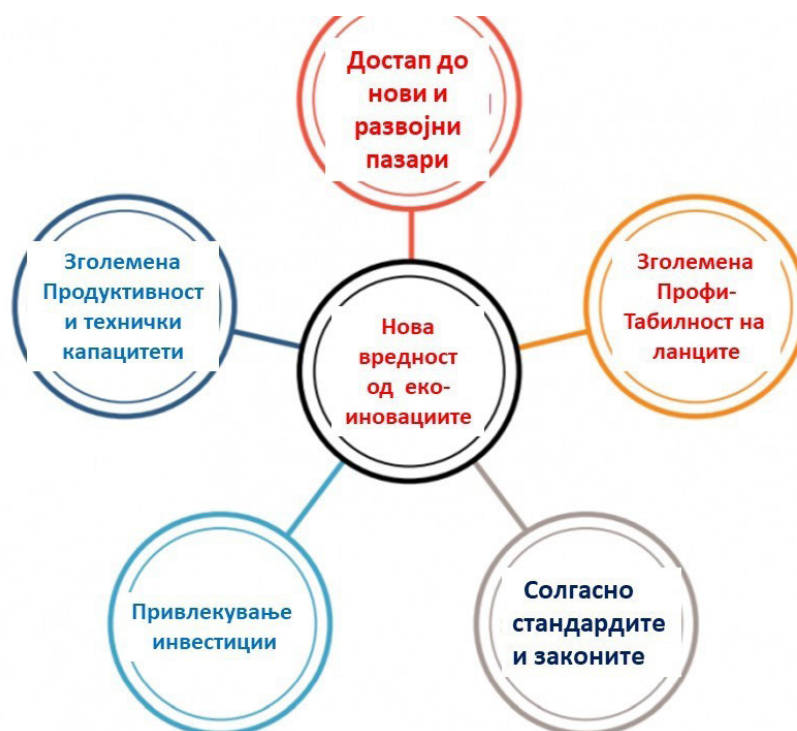 Достап до
нови и
развојни
пазари
Зголемена
Продуктивност
и технички
капацитети
Зголемена
Профи-
Табилност на
ланците
Нова
вредност
од еко-
иновациите
Привлекување
инвестиции
Солгасно
стандардите
и законите